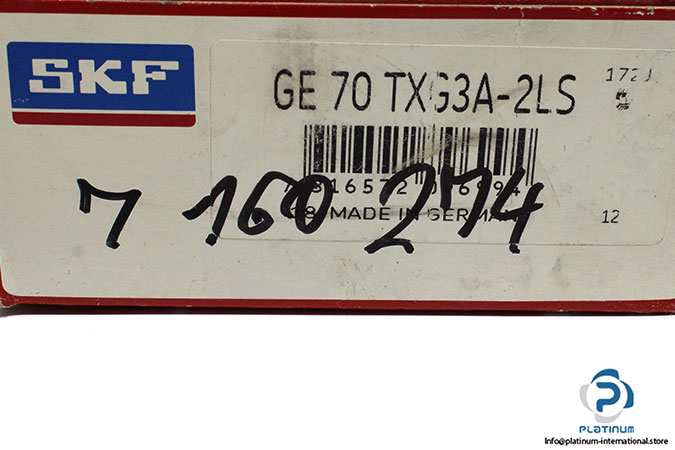 SKF
GE 70 TXG3A-2LS
172J
MADE IN GERMANY
12
7 160 274
P
PLATINUM
Info@platinum-international.store